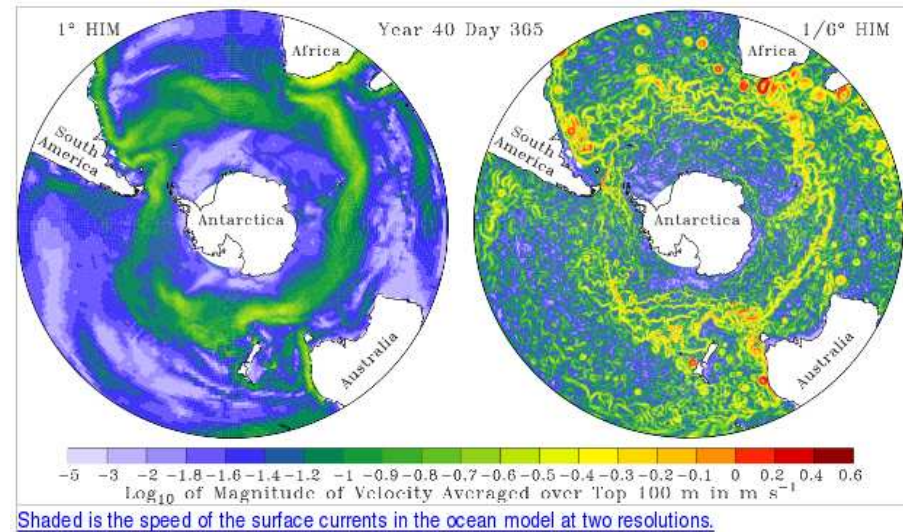 1° HIM Year 40 Day 365 1/6° HIM
Africa Africa
South America South America
Antarctica Antarctica
Australia Australia
−5 −3 −2 −1.8 −1.6 −1.4 −1.2 −1 −0.9 −0.8 −0.7 −0.6 −0.5 −0.4 −0.3 −0.2 −0.1 0 0.2 0.4 0.6
Log₁₀ of Magnitude of Velocity Averaged over Top 100 m in m s⁻¹
Shaded is the speed of the surface currents in the ocean model at two resolutions.